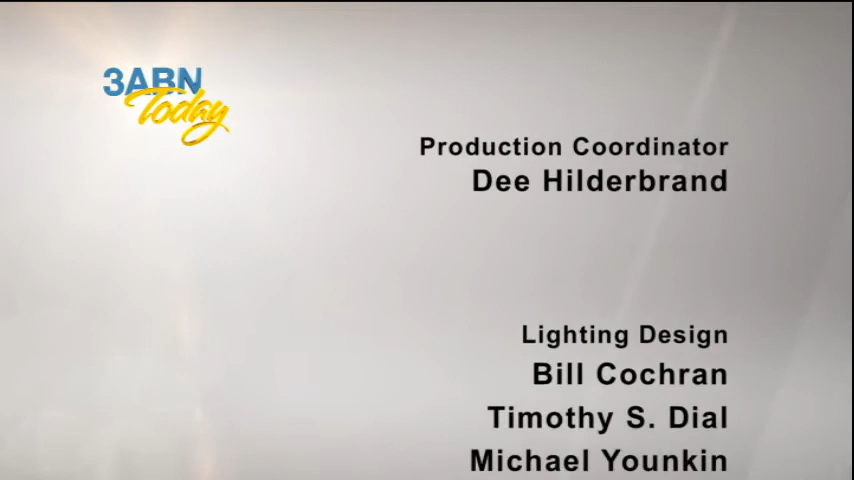 3ABN
Today
Production Coordinator
Dee Hilderbrand
Lighting Design
Bill Cochran
Timothy S. Dial
Michael Younkin